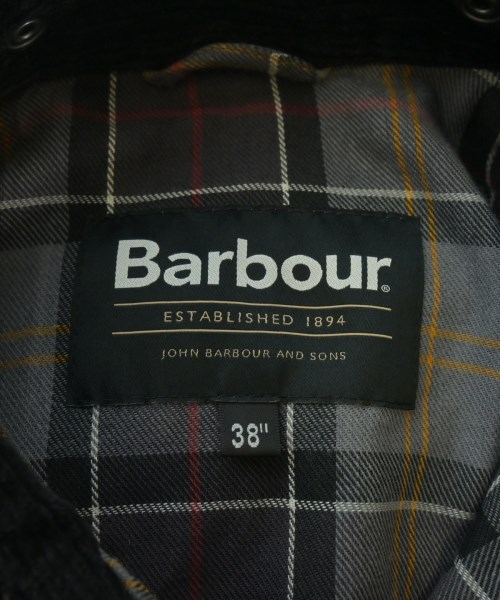 Barbour®
ESTABLISHED 1894
JOHN BARBOUR AND SONS
38"